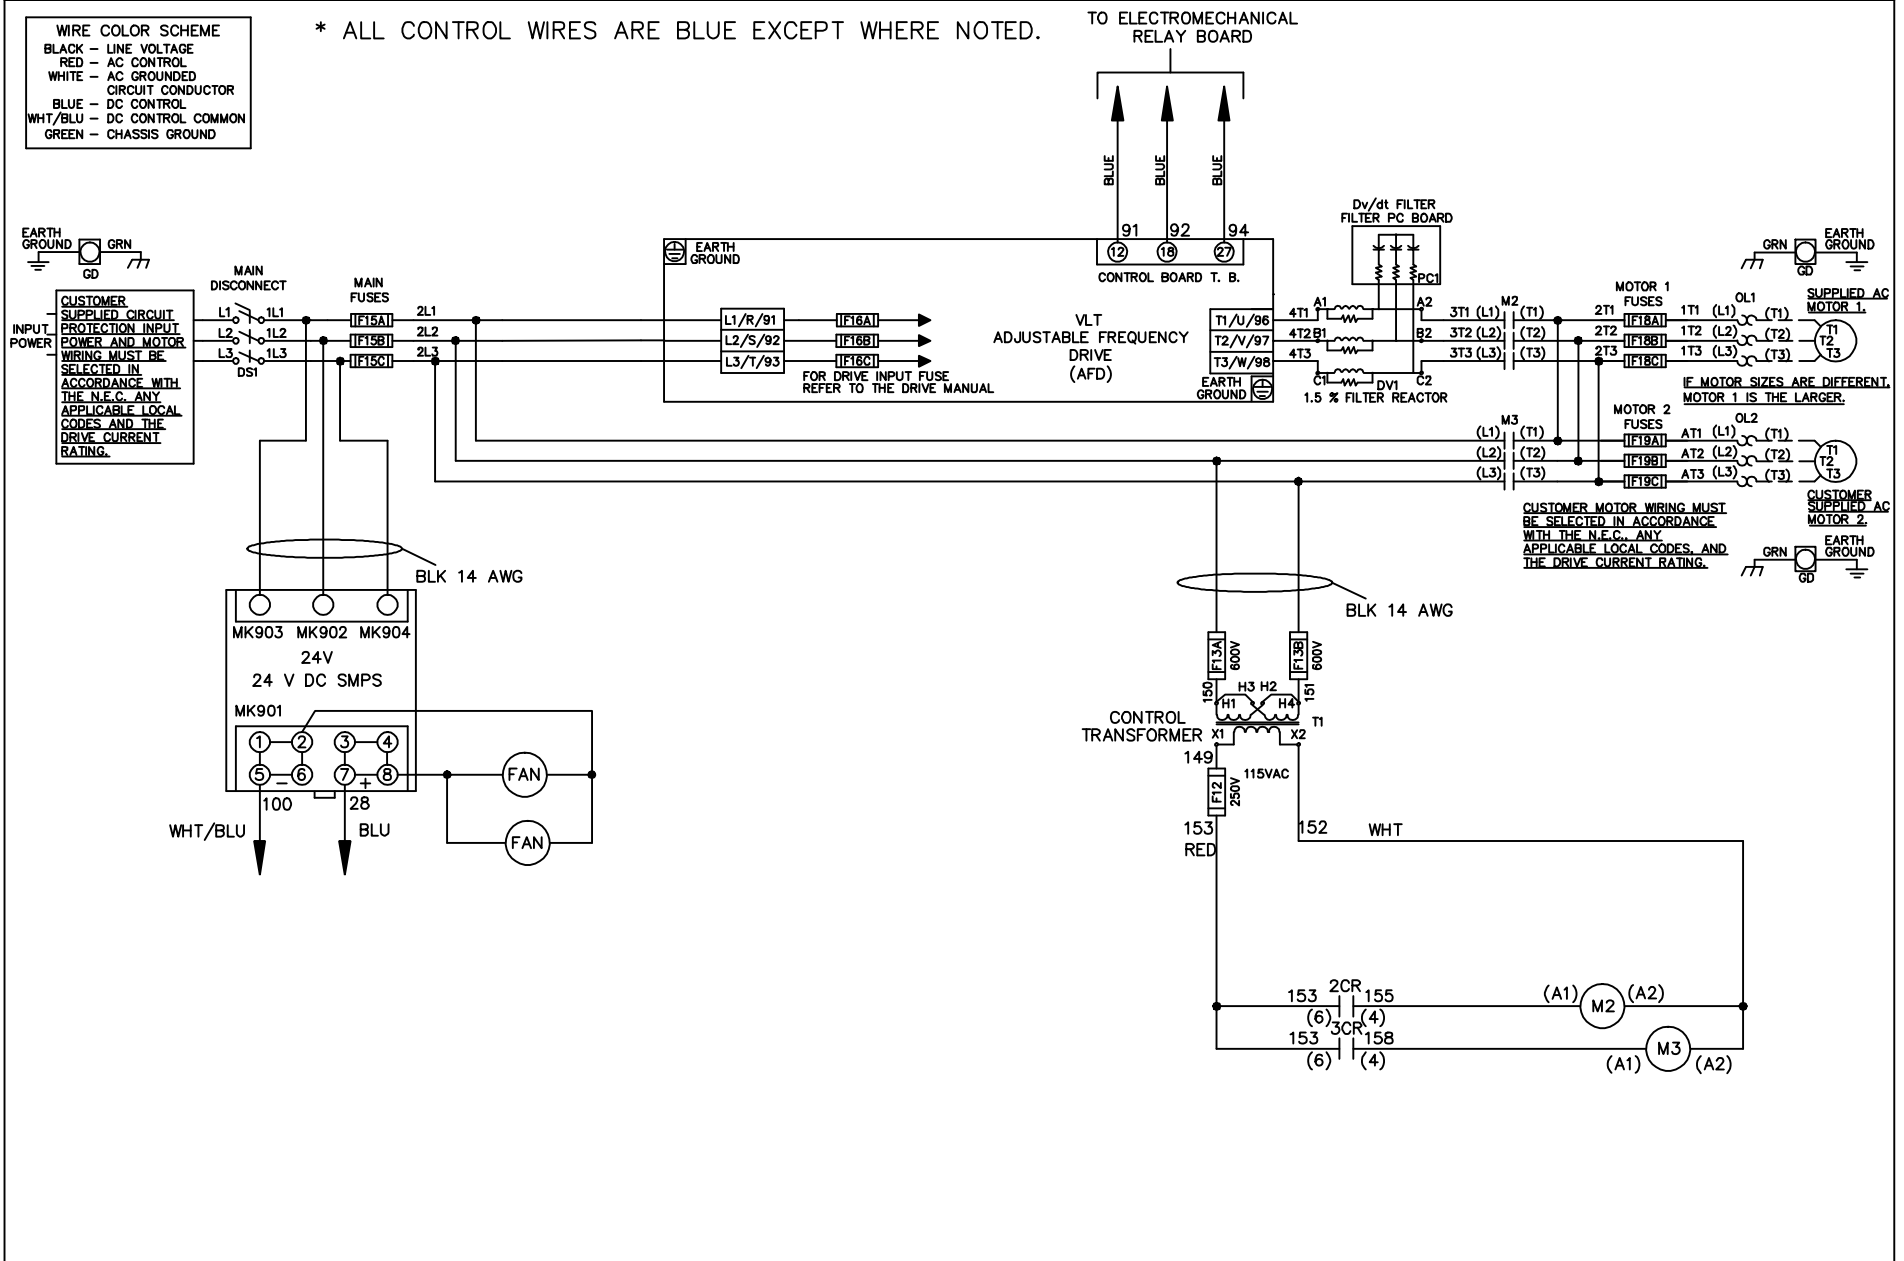 WIRE COLOR SCHEME
BLACK – LINE VOLTAGE
RED – AC CONTROL
WHITE – AC GROUNDED
CIRCUIT CONDUCTOR
BLUE – DC CONTROL
WHT/BLU – DC CONTROL COMMON
GREEN – CHASSIS GROUND
* ALL CONTROL WIRES ARE BLUE EXCEPT WHERE NOTED.
TO ELECTROMECHANICAL
RELAY BOARD
BLUE
BLUE
BLUE
91
92
94
12
18
27
CONTROL BOARD T. B.
EARTH
GROUND
GRN
GD
INPUT
POWER
CUSTOMER
SUPPLIED CIRCUIT
PROTECTION INPUT
POWER AND MOTOR
WIRING MUST BE
SELECTED IN
ACCORDANCE WITH
THE N.E.C. ANY
APPLICABLE LOCAL
CODES AND THE
DRIVE CURRENT
RATING.
MAIN
DISCONNECT
L1
1L1
L2
1L2
L3
1L3
DS1
MAIN
FUSES
F15A
F15B
F15C
2L1
2L2
2L3
EARTH
GROUND
L1/R/91
L2/S/92
L3/T/93
F16A
F16B
F16C
FOR DRIVE INPUT FUSE
REFER TO THE DRIVE MANUAL
VLT
ADJUSTABLE FREQUENCY
DRIVE
(AFD)
T1/U/96
T2/V/97
T3/W/98
EARTH
GROUND
4T1
4T2
4T3
Dv/dt FILTER
FILTER PC BOARD
PC1
A1
A2
B1
B2
C1
C2
DV1
1.5 % FILTER REACTOR
M2
3T1 (L1) (T1)
3T2 (L2) (T2)
3T3 (L3) (T3)
2T1
2T2
2T3
MOTOR 1
FUSES
F18A
F18B
F18C
OL1
1T1 (L1) (T1)
1T2 (L2) (T2)
1T3 (L3) (T3)
GRN
GD
EARTH
GROUND
SUPPLIED AC
MOTOR 1.
T1
T2
T3
IF MOTOR SIZES ARE DIFFERENT,
MOTOR 1 IS THE LARGER.
M3
(L1) (T1)
(L2) (T2)
(L3) (T3)
MOTOR 2
FUSES
F19A
F19B
F19C
OL2
AT1 (L1) (T1)
AT2 (L2) (T2)
AT3 (L3) (T3)
T1
T2
T3
CUSTOMER
SUPPLIED AC
MOTOR 2.
CUSTOMER MOTOR WIRING MUST
BE SELECTED IN ACCORDANCE
WITH THE N.E.C., ANY
APPLICABLE LOCAL CODES, AND
THE DRIVE CURRENT RATING.
GRN
GD
EARTH
GROUND
BLK 14 AWG
MK903 MK902 MK904
24V
24 V DC SMPS
MK901
1
2
3
4
5
–
6
7
+
8
100
28
WHT/BLU
BLU
FAN
FAN
BLK 14 AWG
F13A
600V
F13B
600V
150
151
H3 H2
H1
H4
T1
CONTROL
TRANSFORMER
X1
X2
149
115VAC
F12
250V
153
RED
152
WHT
2CR
153
155
(6)
(4)
(A1)
M2
(A2)
3CR
153
158
(6)
(4)
M3
(A1)
(A2)